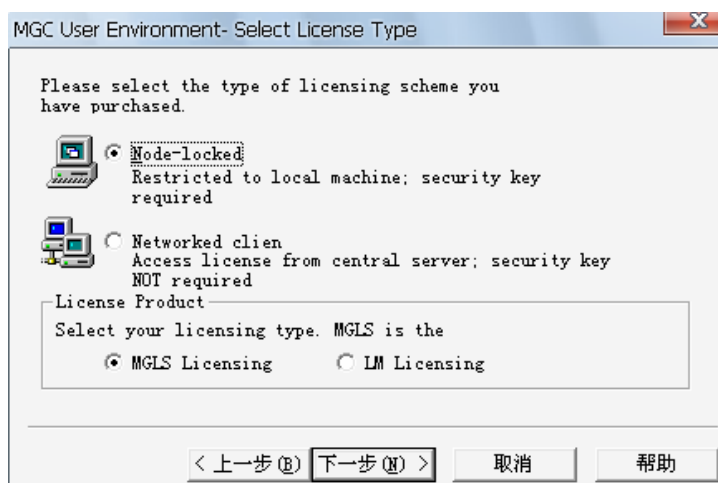 MGC User Environment- Select License Type
Please select the type of licensing scheme you
have purchased.
Node-locked
Restricted to local machine; security key
required
Networked clien
Access license from central server; security key
NOT required
License Product
Select your licensing type. MGLS is the
MGLS Licensing LM Licensing
< 上一步(B) 下一步(N) > 取消 帮助